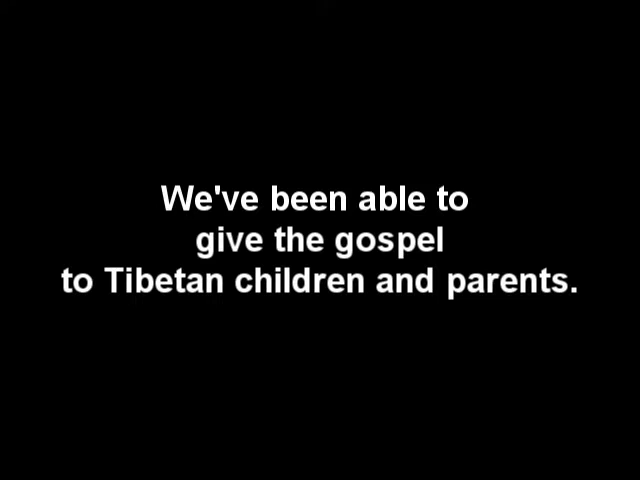 We've been able to
give the gospel
to Tibetan children and parents.